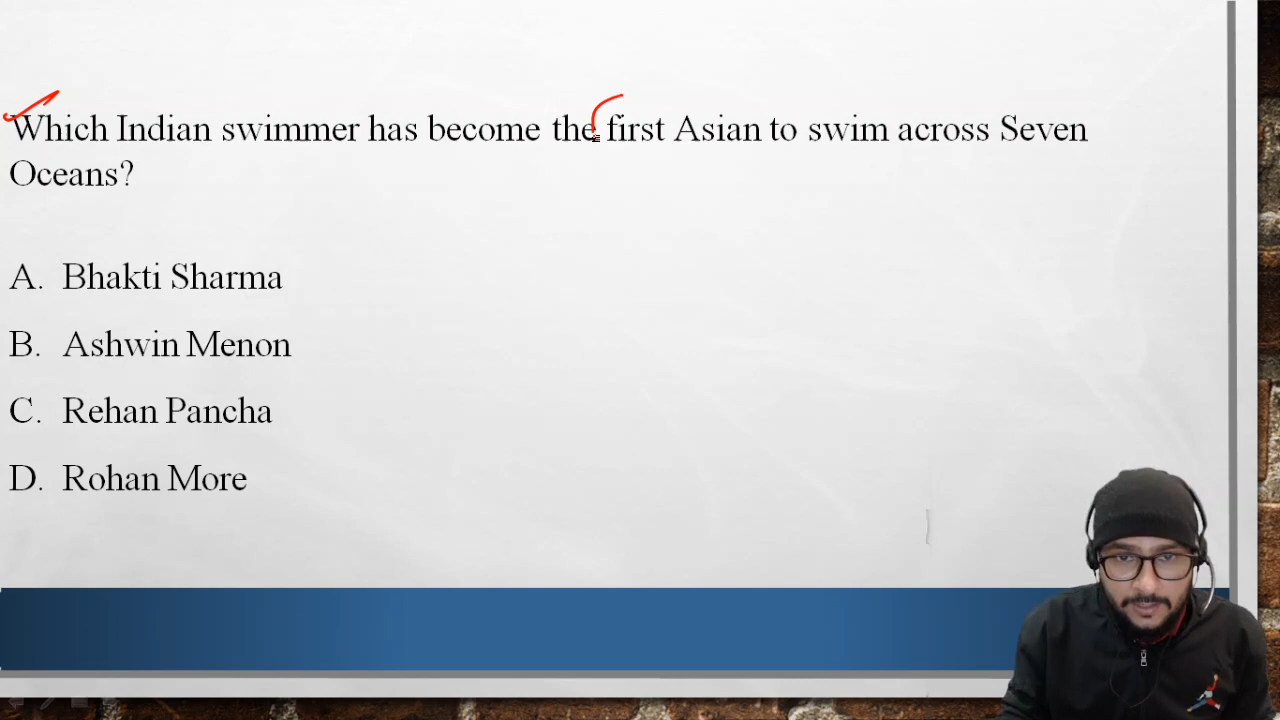 Which Indian swimmer has become the first Asian to swim across Seven
Oceans?
A. Bhakti Sharma
B. Ashwin Menon
C. Rehan Pancha
D. Rohan More